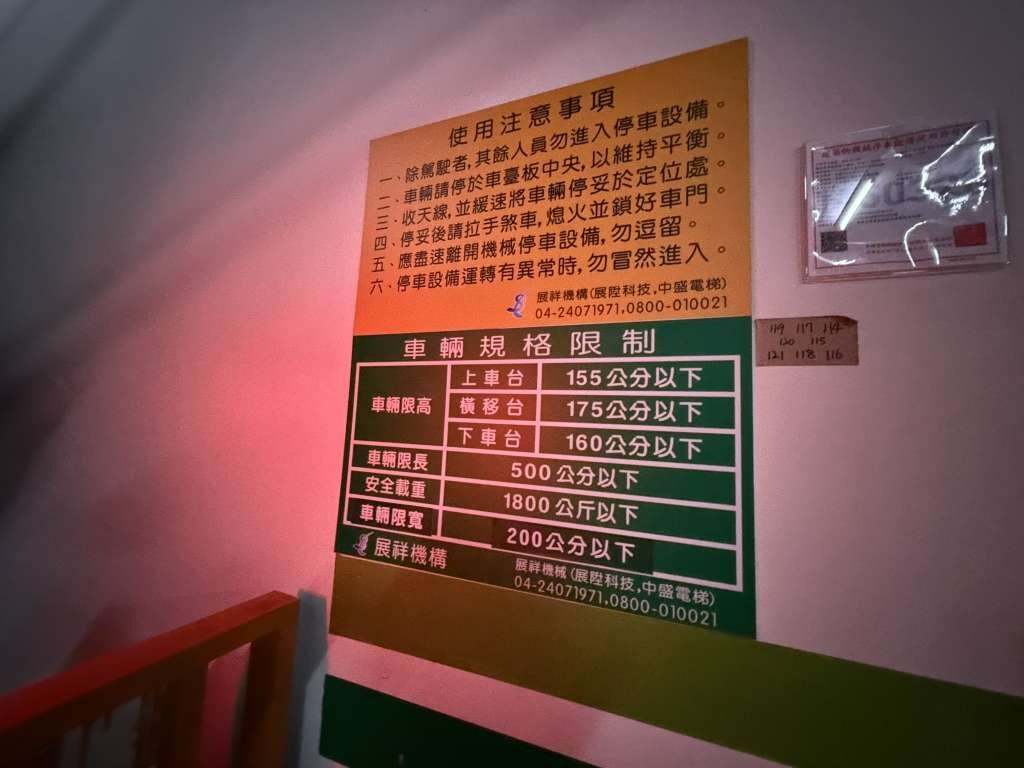 使用注意事項
一、除駕駛者,其餘人員勿進入停車設備。
二、車輛請停於車臺板中央,以維持平衡。
三、收天線,並緩速將車輛停妥於定位處。
四、停妥後請拉手煞車,熄火並鎖好車門。
五、應盡速離開機械停車設備,勿逗留。
六、停車設備運轉有異常時,勿冒然進入。
展祥機構(展陞科技,中盛電梯)
04-24071971,0800-010021
車輛規格限制
車輛限高 上車台 155公分以下
橫移台 175公分以下
下車台 160公分以下
車輛限長 500公分以下
安全載重 1800公斤以下
車輛限寬 200公分以下
展祥機構
展祥機械(展陞科技,中盛電梯)
04-24071971,0800-010021
119 117 114
120 115
121 118 116